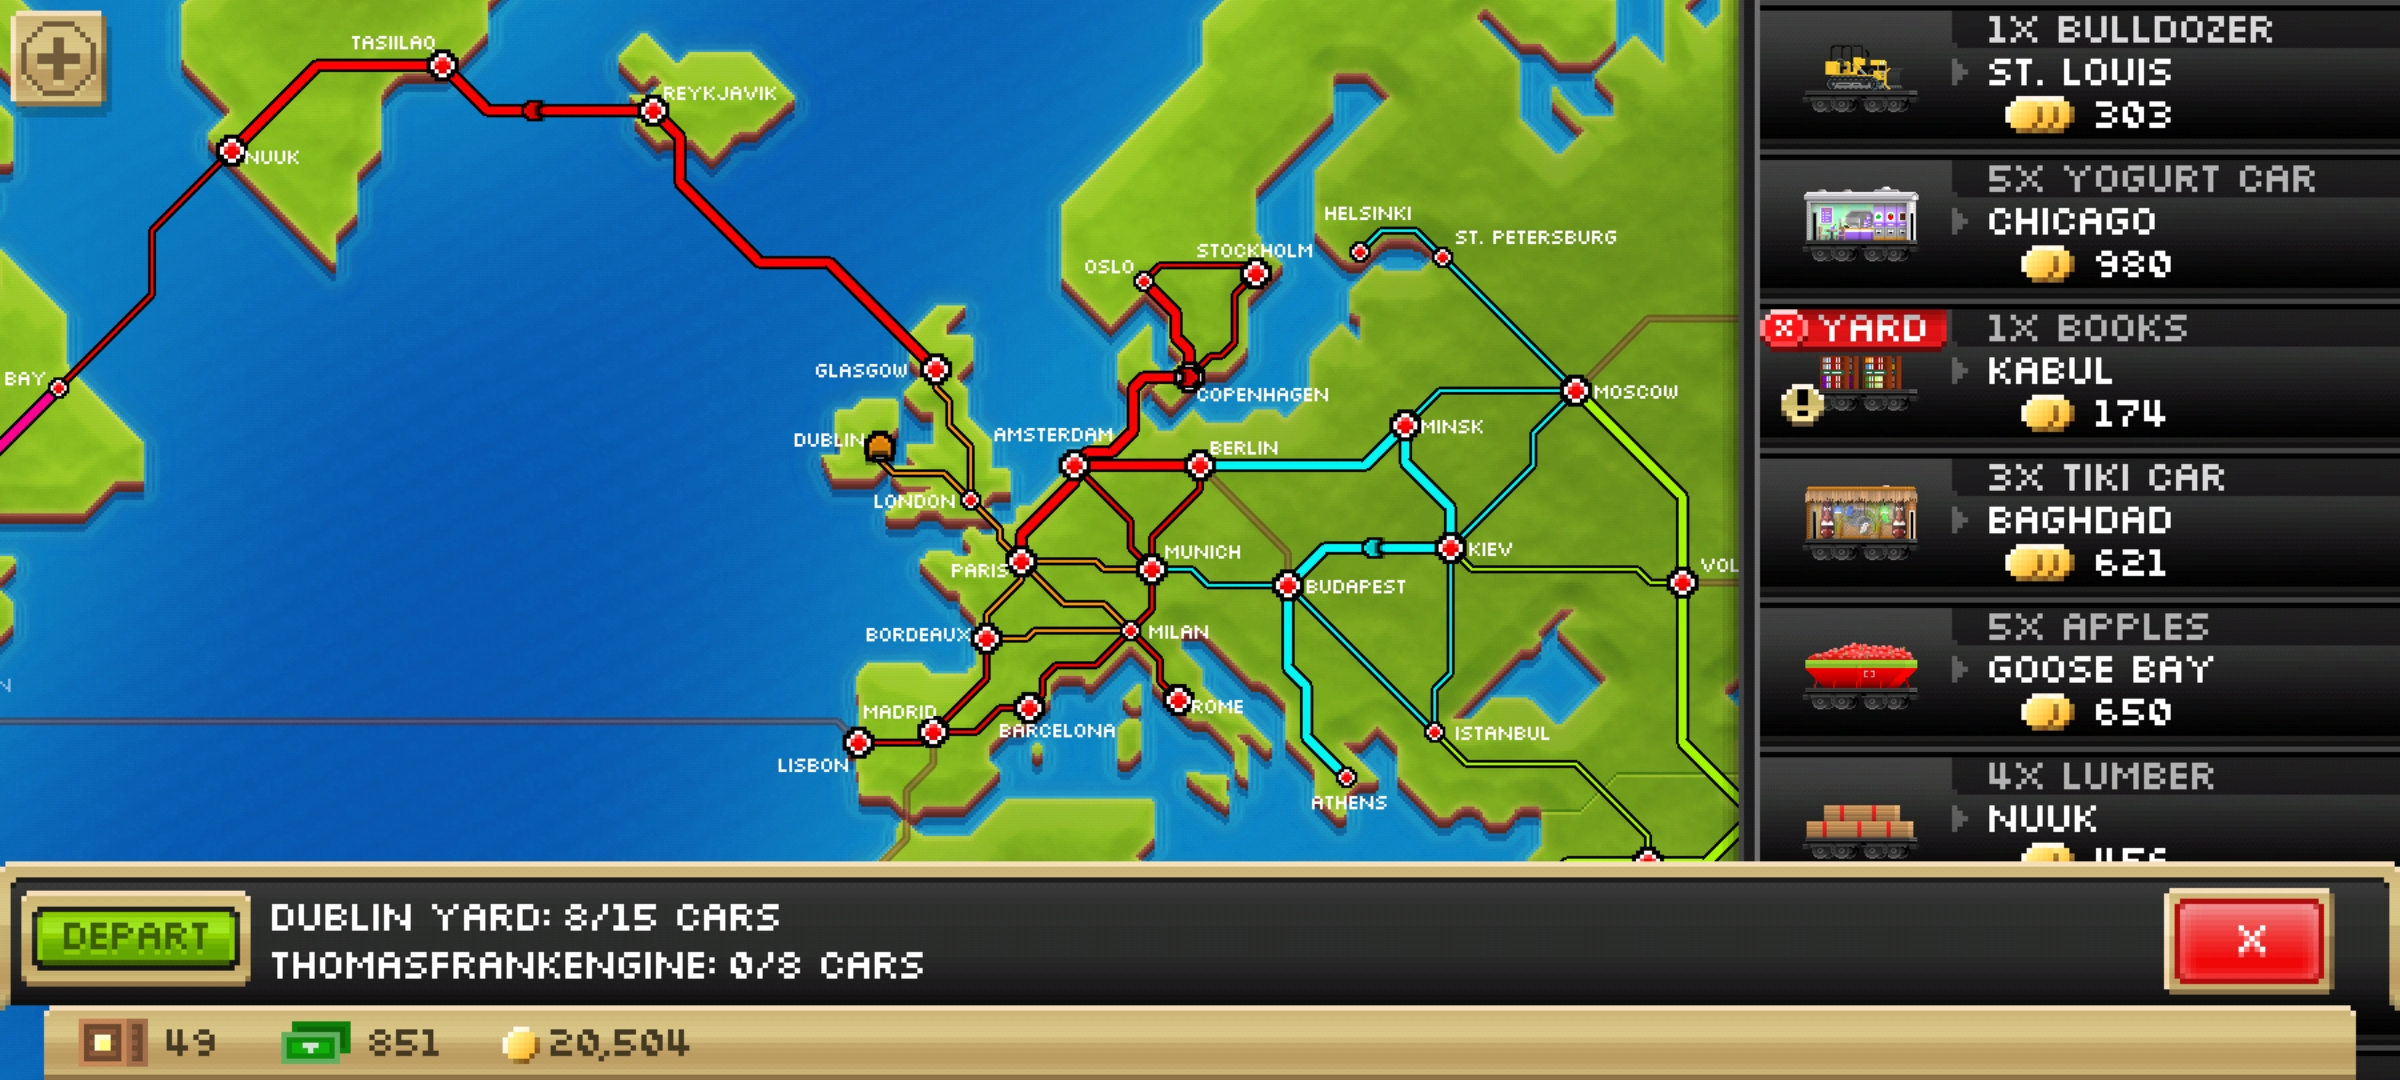 TASIILAQ
REYKJAVIK
NUUK
HELSINKI
ST. PETERSBURG
STOCKHOLM
OSLO
BAY
GLASGOW
COPENHAGEN
MOSCOW
DUBLIN
AMSTERDAM
BERLIN
MINSK
LONDON
PARIS
MUNICH
KIEV
VOL
BUDAPEST
BORDEAUX
MILAN
N
MADRID
BARCELONA
ROME
ISTANBUL
LISBON
ATHENS
1X BULLDOZER
ST. LOUIS
303
5X YOGURT CAR
CHICAGO
980
X YARD
1X BOOKS
KABUL
! 174
3X TIKI CAR
BAGHDAD
621
5X APPLES
GOOSE BAY
650
4X LUMBER
NUUK
456
DEPART
DUBLIN YARD: 8/15 CARS
THOMASFRANKENGINE: 0/8 CARS
X
49 851 20,504